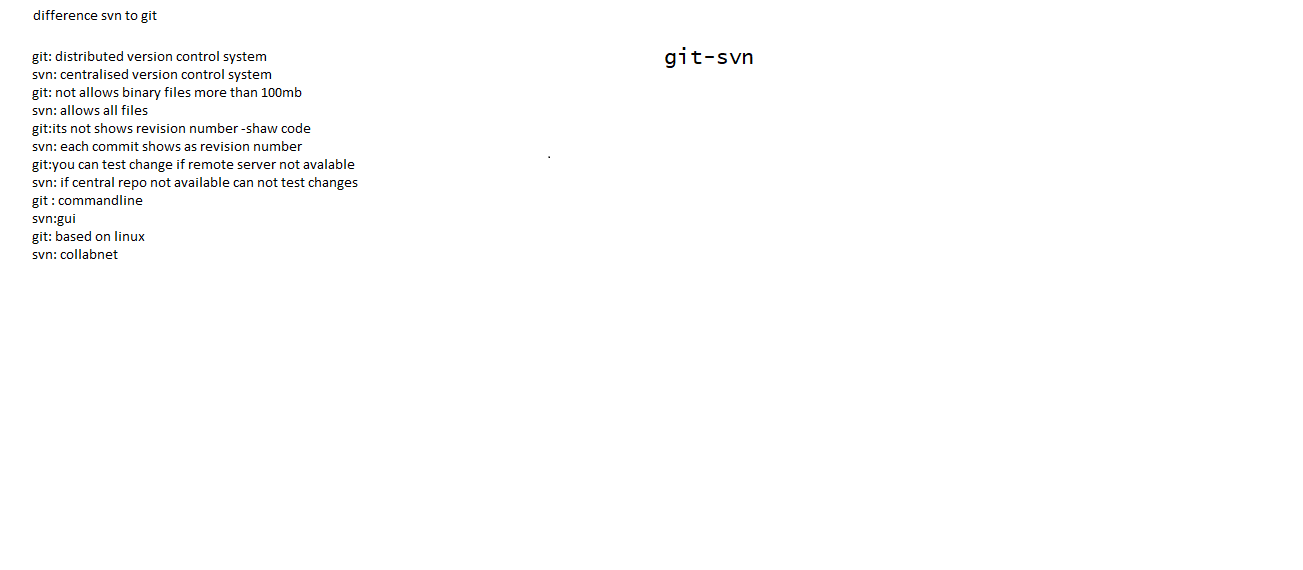 difference svn to git
git: distributed version control system
svn: centralised version control system
git: not allows binary files more than 100mb
svn: allows all files
git:its not shows revision number -shaw code
svn: each commit shows as revision number
git:you can test change if remote server not avalable
svn: if central repo not available can not test changes
git : commandline
svn:gui
git: based on linux
svn: collabnet
git-svn